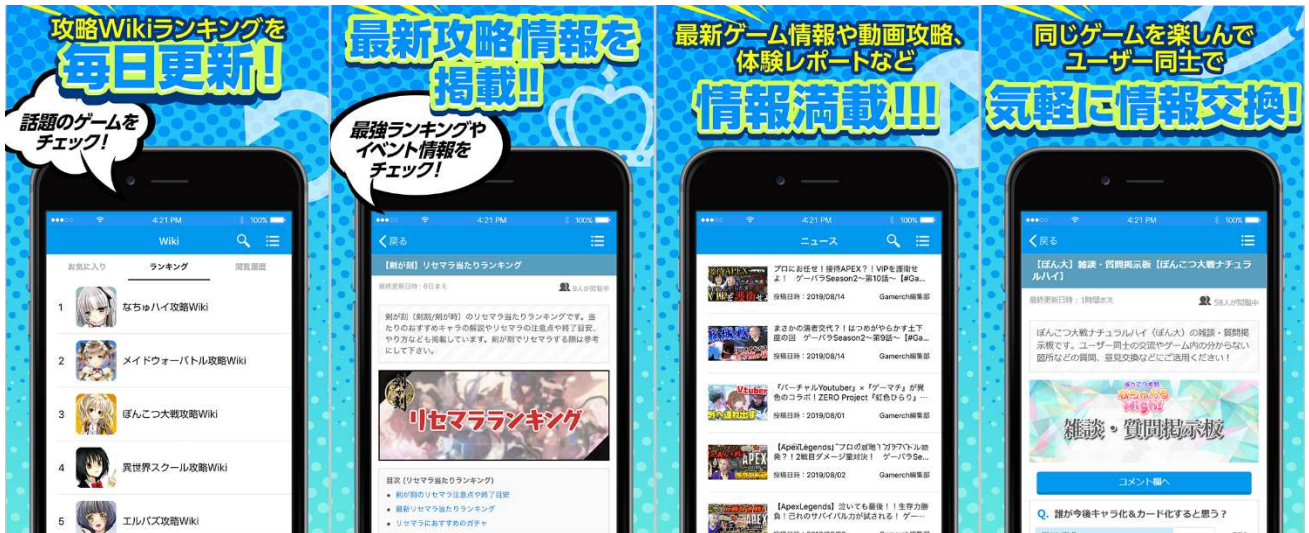 攻略Wikiランキングを
毎日更新!
話題のゲームを
チェック!
4:21 PM
100%
Wiki
お気に入り
ランキング
閲覧履歴
1 なちゅハイ攻略Wiki
2 メイドウォーバトル攻略Wiki
3 ぽんこつ大戦攻略Wiki
4 異世界スクール攻略Wiki
5 エルバズ攻略Wiki
最新攻略情報を
掲載!!
最強ランキングや
イベント情報を
チェック!
4:21 PM
100%
戻る
【剣が刻】リセマラ当たりランキング
最終更新日時:6日まえ
9人が閲覧中
剣が刻(刻刻/剣が時)のリセマラ当たりランキングです。当
たりのおすすめキャラの解説やリセマラの注意点や終了目安、
やり方なども掲載しています。剣が刻でリセマラする際は参考
にして下さい。
リセマラランキング
目次 (リセマラ当たりランキング)
剣が刻のリセマラ注意点や終了目安
最新リセマラランキング
リセマラにおすすめのガチャ
最新ゲーム情報や動画攻略、
体験レポートなど
情報満載!!!
4:21 PM
100%
ニュース
プロにお任せ!接待APEX?!VIPを護衛せ
よ! ゲーバラSeason2~第10話~【#Ga...
投稿日時:2019/08/14
Gamerch編集部
まさかの演者交代?!はつめがやらかす土下
座の回 ゲーバラSeason2~第9話~【#Ga...
投稿日時:2019/08/14
Gamerch編集部
『バーチャルYoutuber』×『ゲーマチ』が異
色のコラボ!ZERO Project『虹色ひらり』…
投稿日時:2019/08/01
Gamerch編集部
発?!2戦目ダメージ量対決! ゲーバラSe...
投稿日時:2019/08/02
Gamerch編集部
【ApexLegends】泣いても最後!!生存力勝
負!己れのサバイバル力が試される! ゲー…
同じゲームを楽しんで
ユーザー同士で
気軽に情報交換!
4:21 PM
100%
戻る
【ぽん大】雑談・質問掲示板【ぽんこつ大戦ナチュラ
ルハイ】
最終更新日時:1時間まえ
58人が閲覧中
ぽんこつ大戦ナチュラルハイ(ぽん大)の雑談・質問掲
示板です。ユーザー同士の交流やゲーム内の分からない
箇所などの質問、意見交換などにご活用ください!
雑談・質問掲示板
コメント欄へ
Q. 誰が今後キャラ化&カード化すると思う?